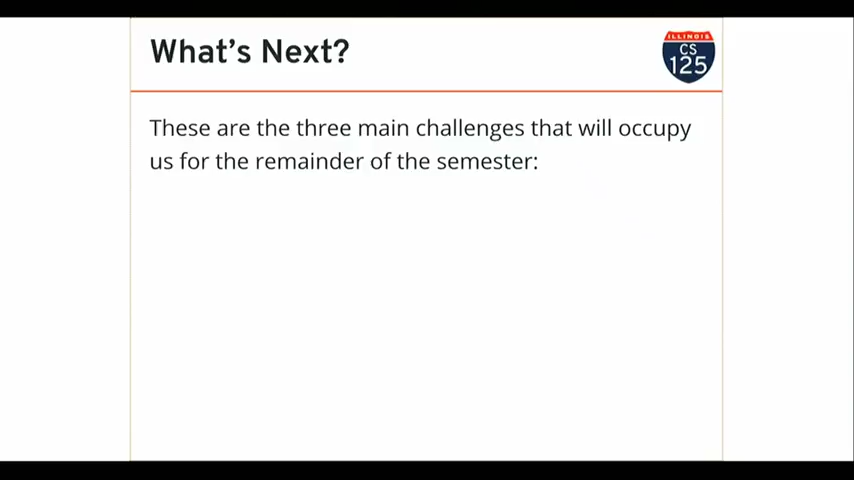 What's Next?
ILLINOIS
CS
125
These are the three main challenges that will occupy
us for the remainder of the semester: